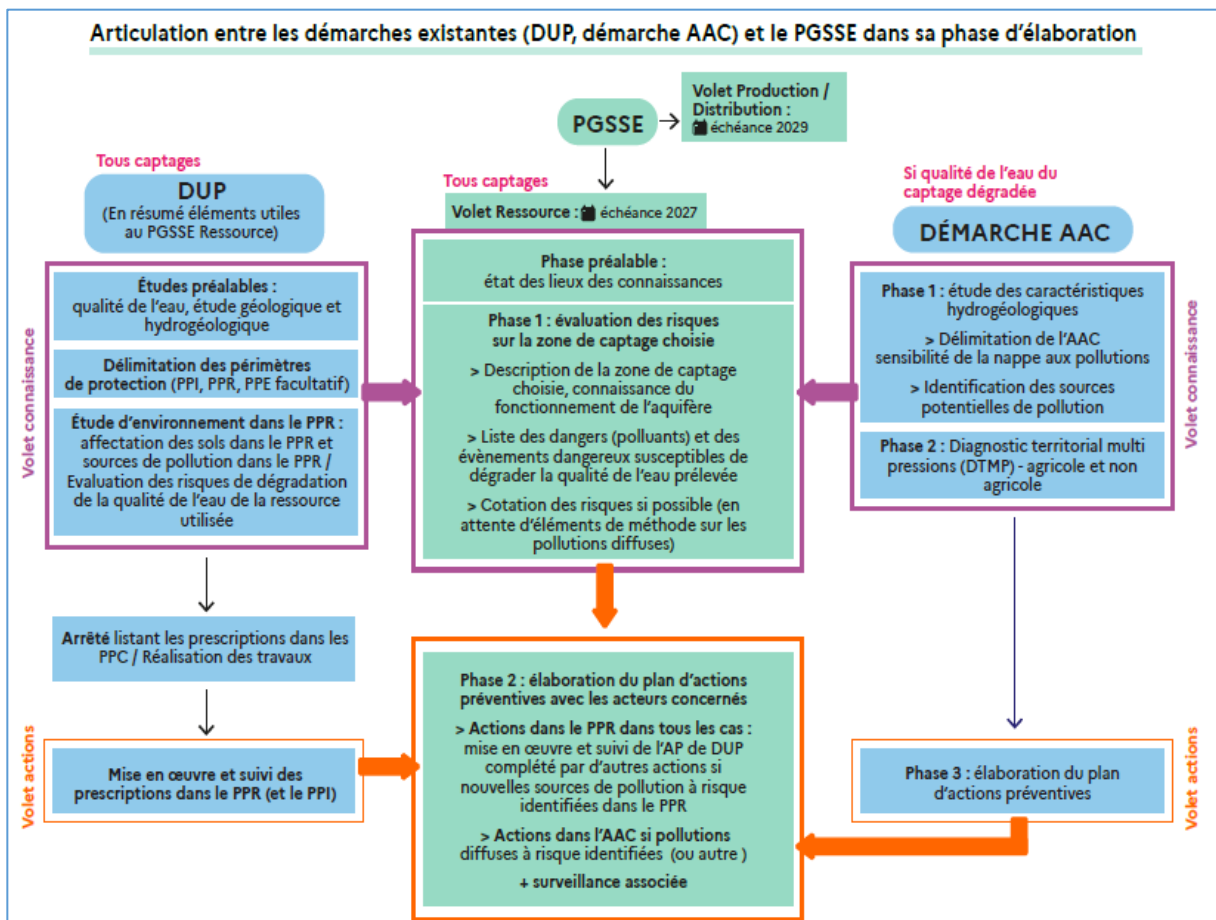 Articulation entre les démarches existantes (DUP, démarche AAC) et le PGSSE dans sa phase d'élaboration
PGSSE
Volet Production /
Distribution :
échéance 2029
Tous captages
DUP
(En résumé éléments utiles
au PGSSE Ressource)
Volet connaissance
Études préalables :
qualité de l'eau, étude géologique et
hydrogéologique
Délimitation des périmètres
de protection (PPI, PPR, PPE facultatif)
Étude d'environnement dans le PPR :
affectation des sols dans le PPR et
sources de pollution dans le PPR /
Evaluation des risques de dégradation
de la qualité de l'eau de la ressource
utilisée
Arrêté listant les prescriptions dans les
PPC / Réalisation des travaux
Volet actions
Mise en œuvre et suivi des
prescriptions dans le PPR (et le PPI)
Tous captages
Volet Ressource : échéance 2027
Phase préalable :
état des lieux des connaissances
Phase 1 : évaluation des risques
sur la zone de captage choisie
> Description de la zone de captage
choisie, connaissance du
fonctionnement de l'aquifère
> Liste des dangers (polluants) et des
évènements dangereux susceptibles de
dégrader la qualité de l'eau prélevée
> Cotation des risques si possible (en
attente d'éléments de méthode sur les
pollutions diffuses)
Phase 2 : élaboration du plan d'actions
préventives avec les acteurs concernés
> Actions dans le PPR dans tous les cas :
mise en œuvre et suivi de l'AP de DUP
complété par d'autres actions si
nouvelles sources de pollution à risque
identifiées dans le PPR
> Actions dans l'AAC si pollutions
diffuses à risque identifiées (ou autre )
+ surveillance associée
Si qualité de l'eau du
captage dégradée
DÉMARCHE AAC
Phase 1 : étude des caractéristiques
hydrogéologiques
> Délimitation de l'AAC
sensibilité de la nappe aux pollutions
> Identification des sources
potentielles de pollution
Phase 2 : Diagnostic territorial multi
pressions (DTMP) - agricole et non
agricole
Volet connaissance
Phase 3 : élaboration du plan
d'actions préventives
Volet actions